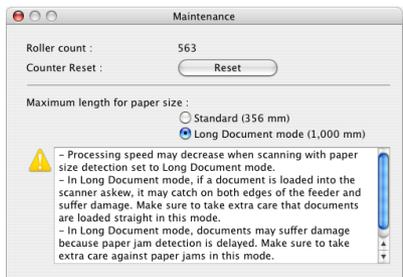 Maintenance
Roller count : 563
Counter Reset : Reset
Maximum length for paper size :
Standard (356 mm)
Long Document mode (1,000 mm)
– Processing speed may decrease when scanning with paper
size detection set to Long Document mode.
– In Long Document mode, if a document is loaded into the
scanner askew, it may catch on both edges of the feeder and
suffer damage. Make sure to take extra care that documents
are loaded straight in this mode.
– In Long Document mode, documents may suffer damage
because paper jam detection is delayed. Make sure to take
extra care against paper jams in this mode.